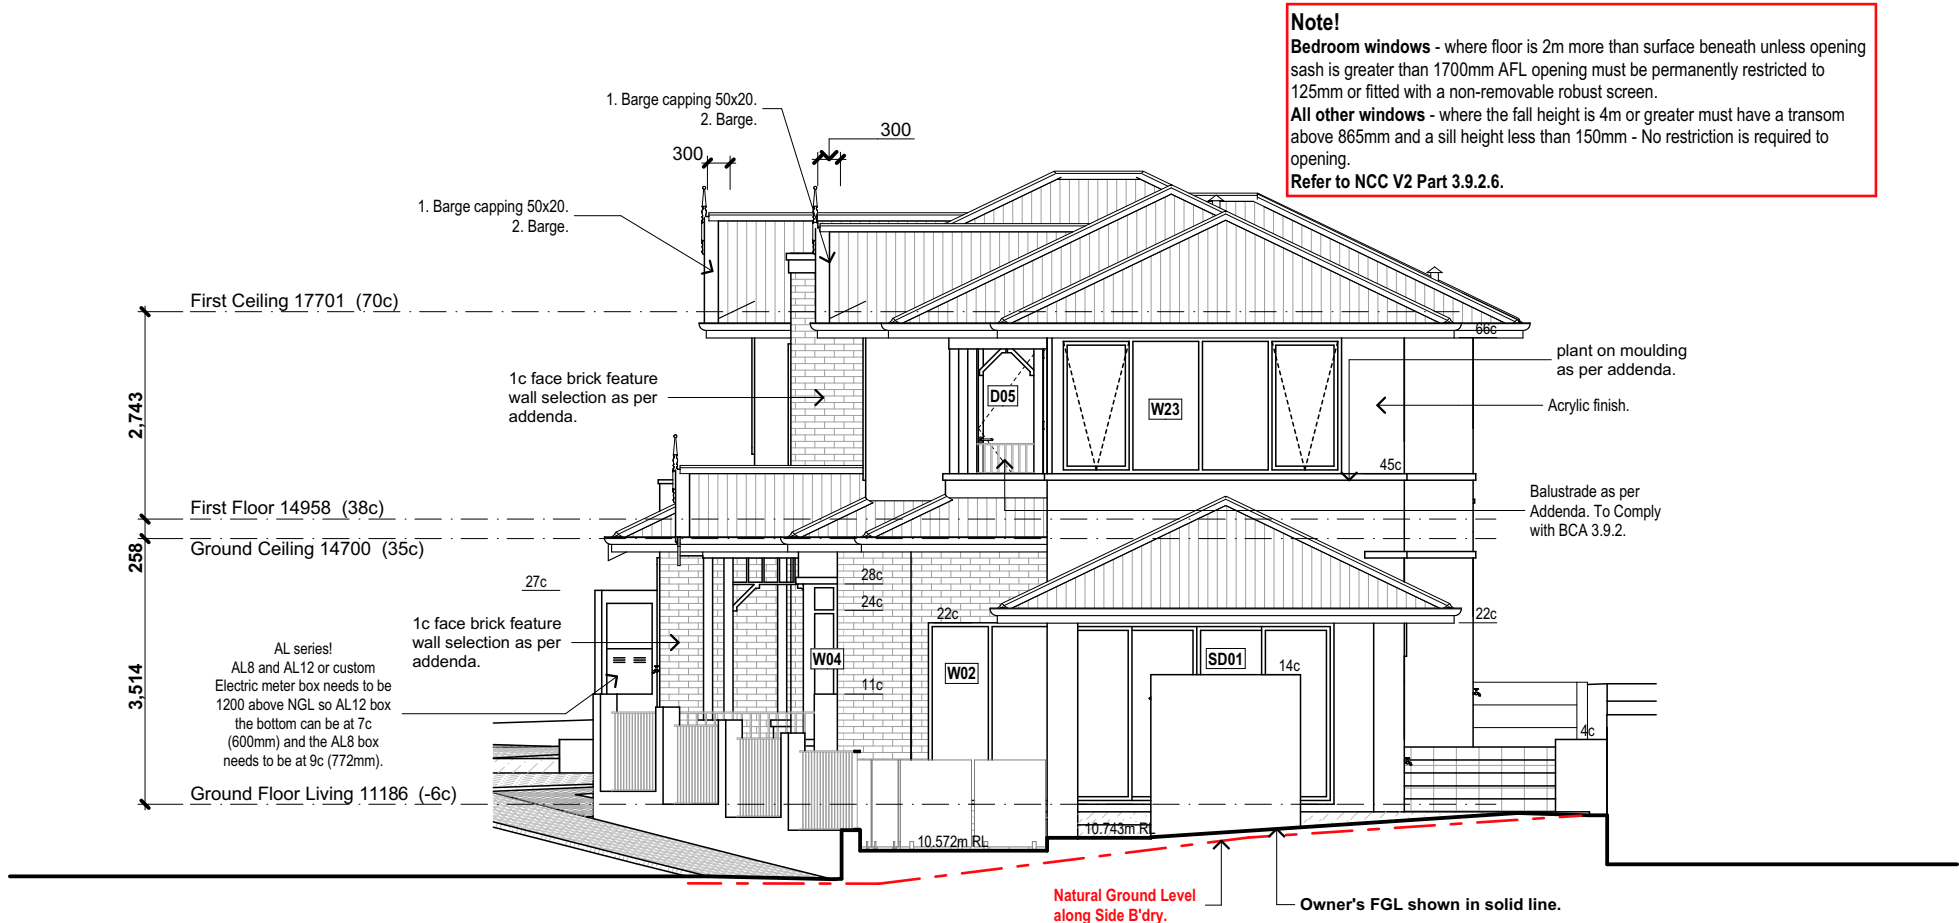 Note!
Bedroom windows - where floor is 2m more than surface beneath unless opening
sash is greater than 1700mm AFL opening must be permanently restricted to
125mm or fitted with a non-removable robust screen.
All other windows - where the fall height is 4m or greater must have a transom
above 865mm and a sill height less than 150mm - No restriction is required to
opening.
Refer to NCC V2 Part 3.9.2.6.
1. Barge capping 50x20.
2. Barge.
300
300
1. Barge capping 50x20.
2. Barge.
First Ceiling 17701 (70c)
66c
plant on moulding
as per addenda.
1c face brick feature
wall selection as per
addenda.
D05
W23
Acrylic finish.
2,743
45c
Balustrade as per
Addenda. To Comply
with BCA 3.9.2.
First Floor 14958 (38c)
258
Ground Ceiling 14700 (35c)
27c
28c
24c
22c
22c
1c face brick feature
wall selection as per
addenda.
W04
W02
SD01
14c
11c
AL series!
AL8 and AL12 or custom
Electric meter box needs to be
1200 above NGL so AL12 box
the bottom can be at 7c
(600mm) and the AL8 box
needs to be at 9c (772mm).
3,514
4c
Ground Floor Living 11186 (-6c)
10.572m RL
10.743m RL
Natural Ground Level
along Side B'dry.
Owner's FGL shown in solid line.